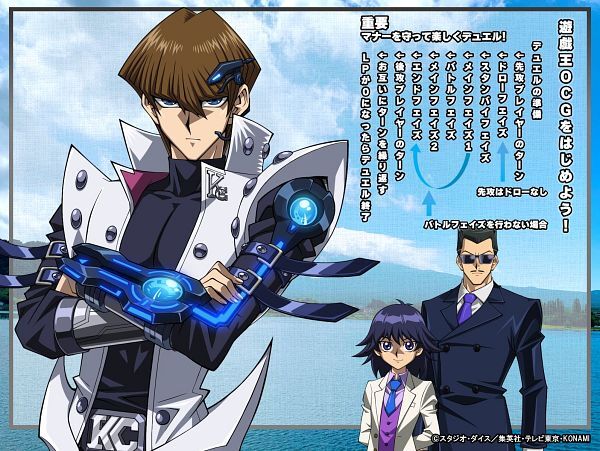 遊戯王OCGをはじめよう!
デュエルの準備
←先攻プレイヤーのターン
←ドローフェイズ
←スタンバイフェイズ
←メインフェイズ1
←バトルフェイズ
←メインフェイズ2
←エンドフェイズ
←後攻プレイヤーのターン
←お互いにターンを繰り返す
LPが0になったらデュエル終了
先攻はドローなし
バトルフェイズを行わない場合
重要
マナーを守って楽しくデュエル!
KC
KC
©スタジオ・ダイス/集英社・テレビ東京・KONAMI